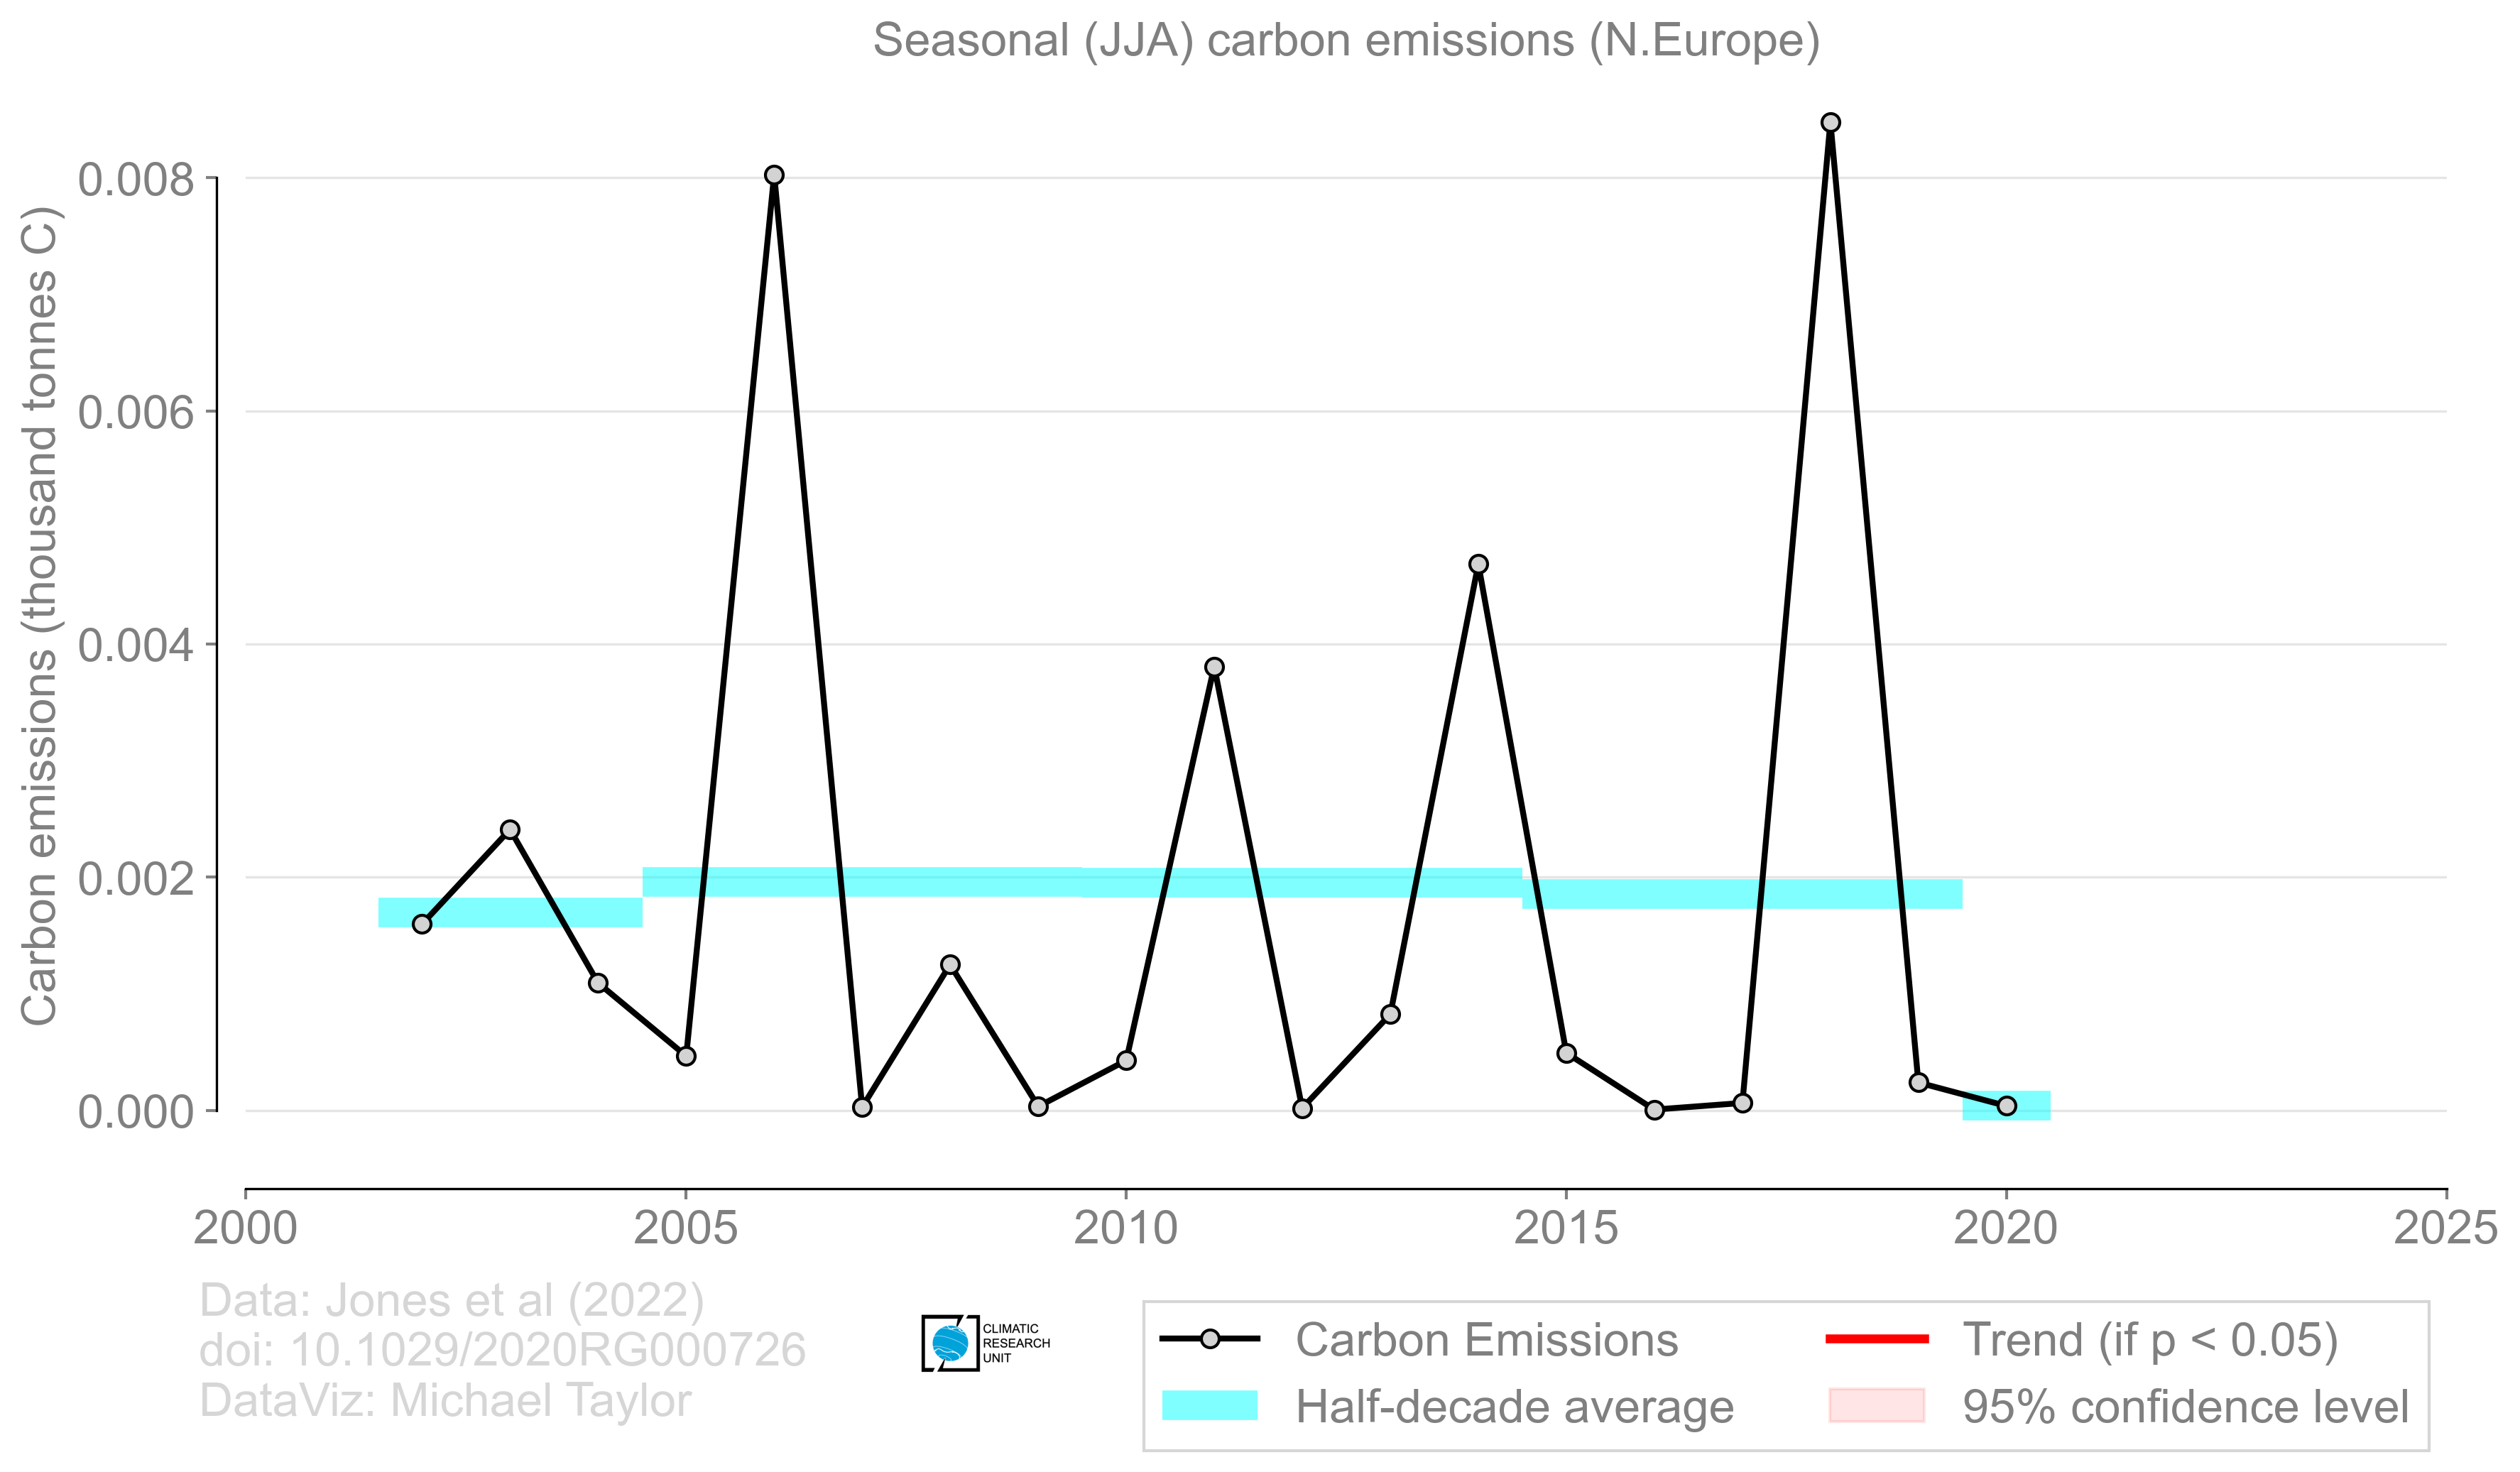 Seasonal (JJA) carbon emissions (N.Europe)
Carbon emissions (thousand tonnes C)
0.008
0.006
0.004
0.002
0.000
2000
2005
2010
2015
2020
2025
Data: Jones et al (2022)
doi: 10.1029/2020RG000726
DataViz: Michael Taylor
CLIMATIC
RESEARCH
UNIT
Carbon Emissions
Half-decade average
Trend (if p < 0.05)
95% confidence level